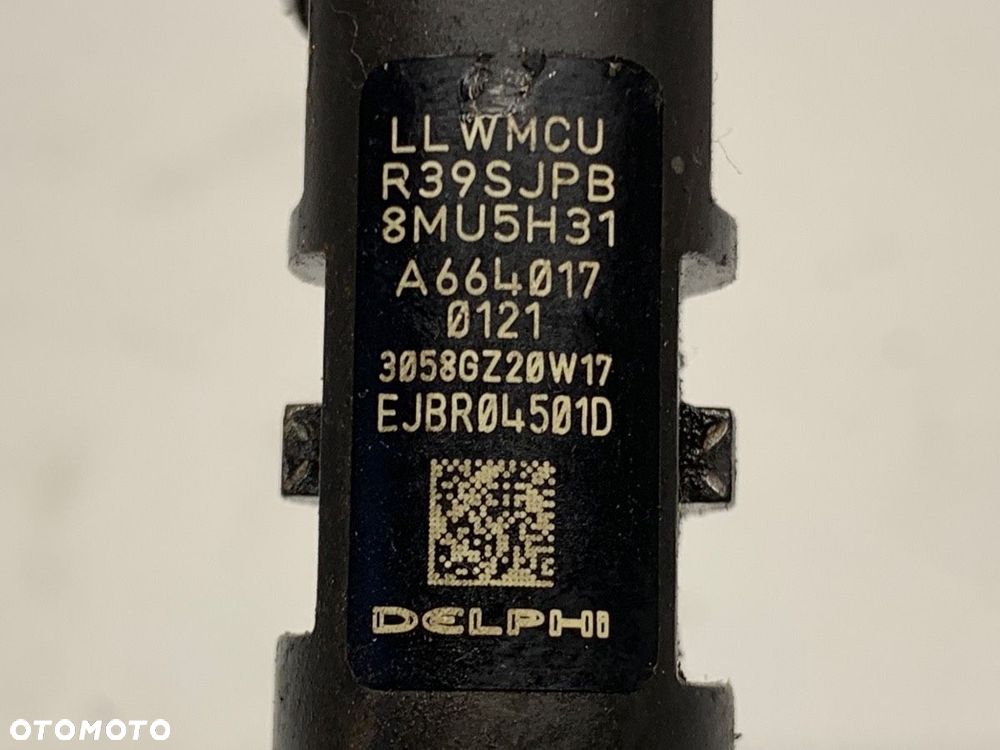 LLWMCU
R39SJPB
8MU5H31
A664017
0121
3058GZ20W17
EJBR04501D
DELPHI
OTOMOTO